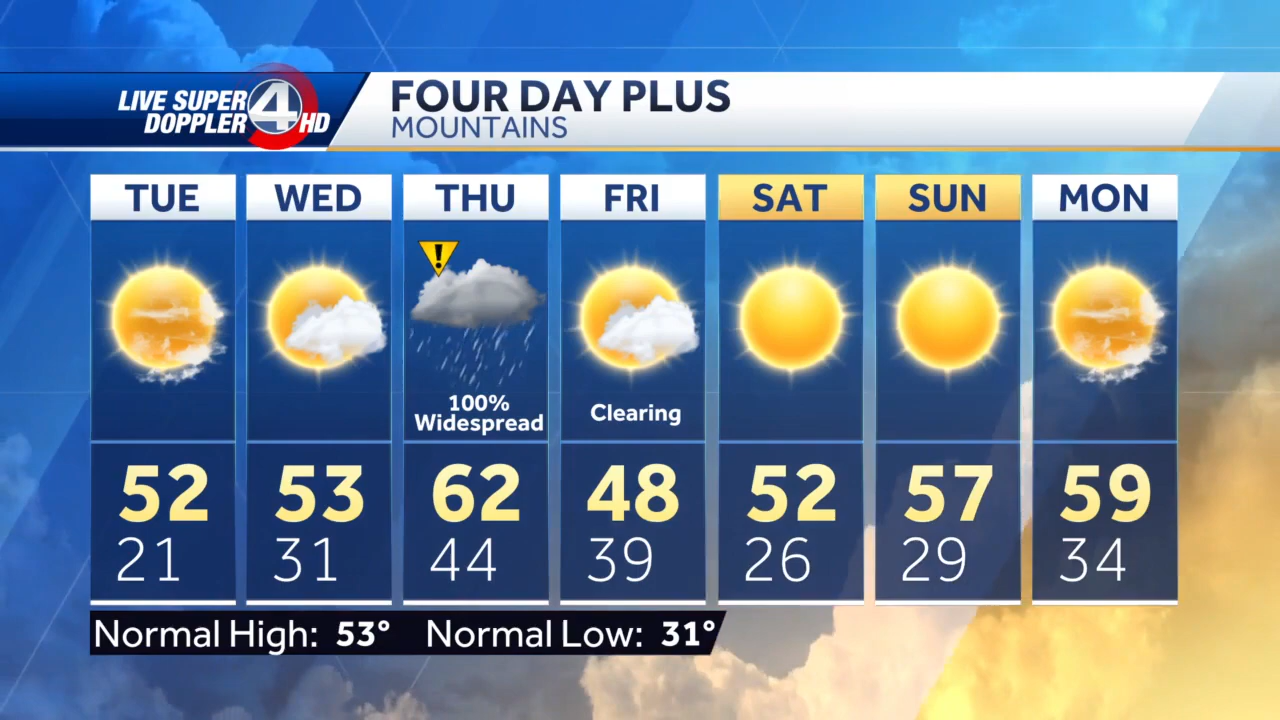 LIVE SUPER
DOPPLER 4 HD
FOUR DAY PLUS
MOUNTAINS
TUE WED THU FRI SAT SUN MON
!
100%
Widespread
Clearing
52 53 62 48 52 57 59
21 31 44 39 26 29 34
Normal High: 53° Normal Low: 31°